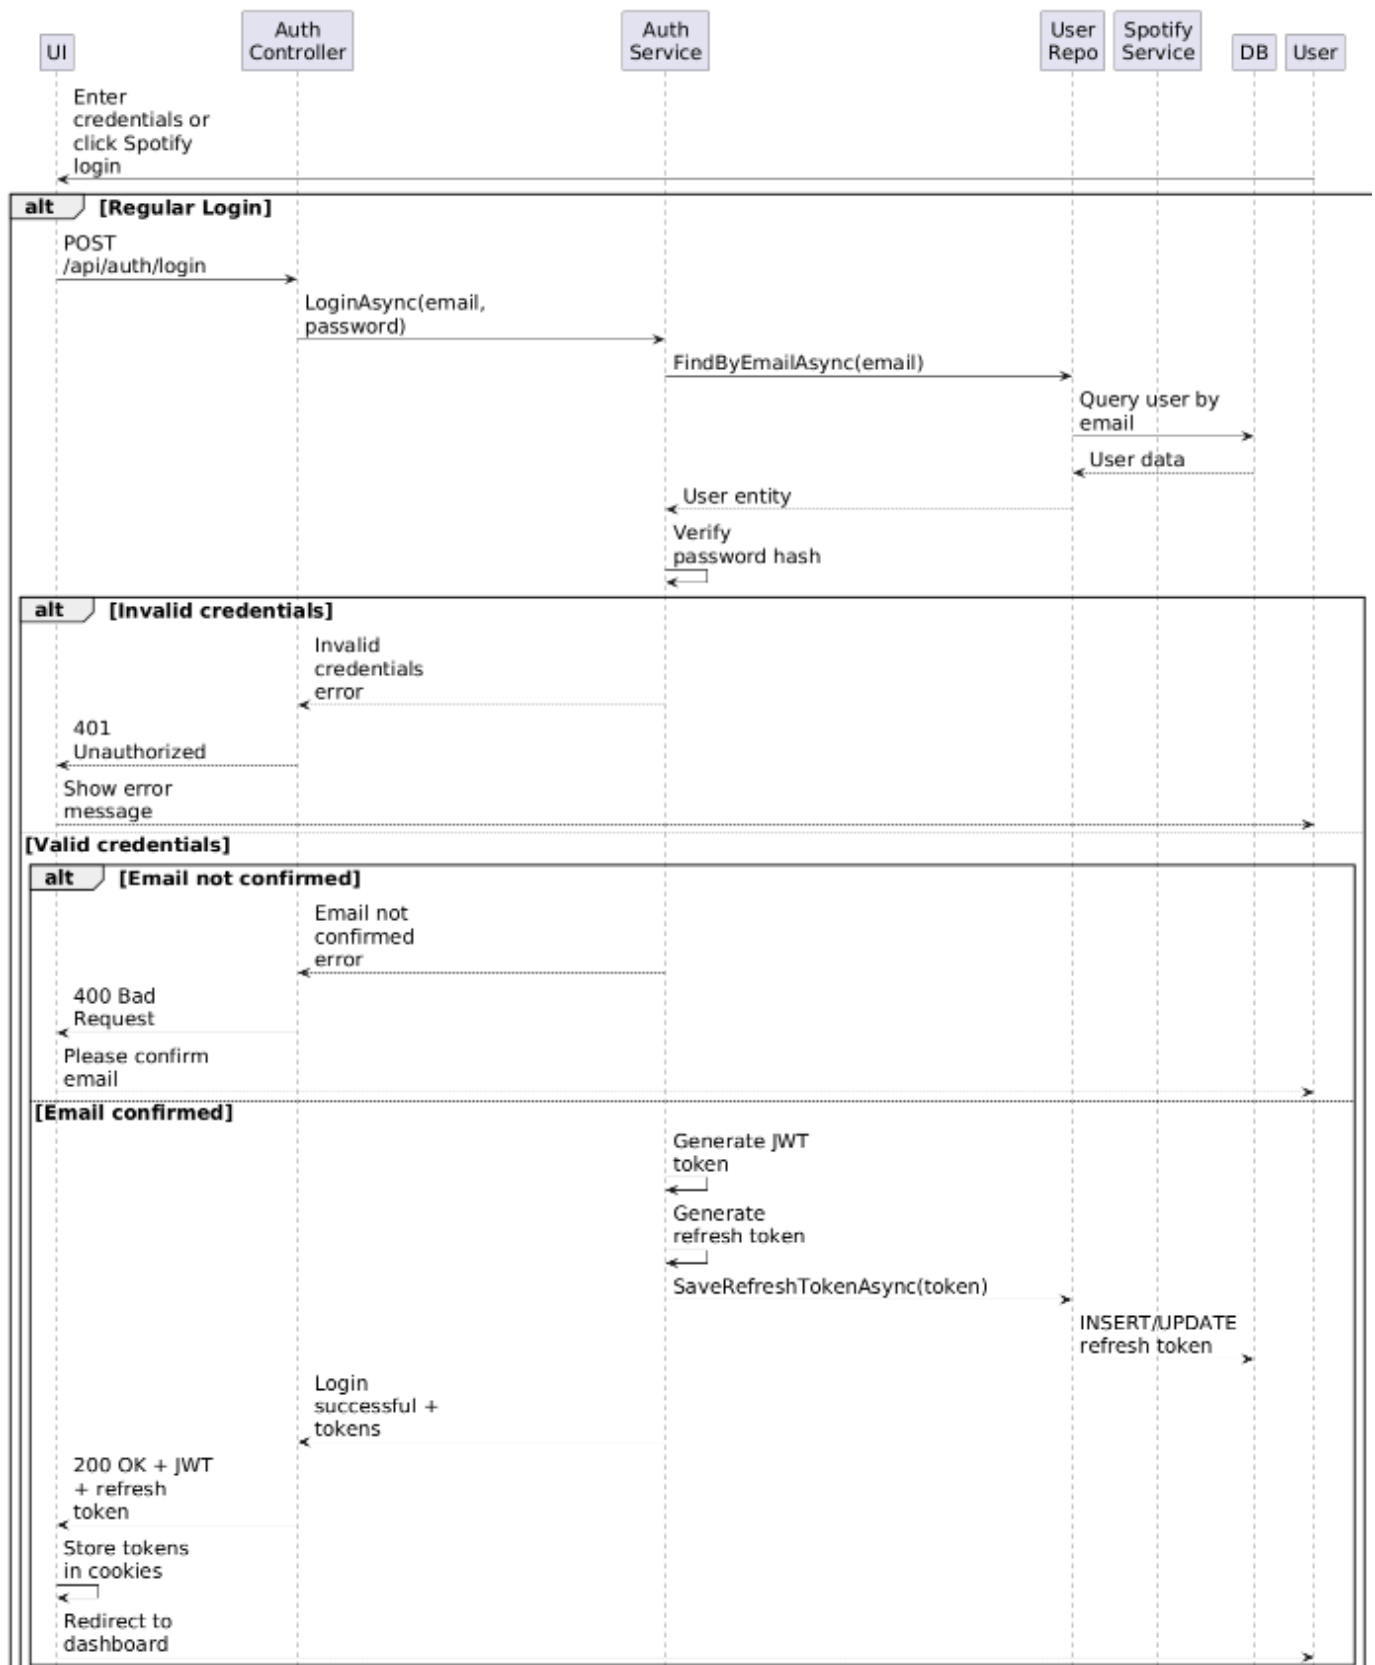 UI
Auth
Controller
Auth
Service
User
Repo
Spotify
Service
DB
User
Enter
credentials or
click Spotify
login
alt [Regular Login]
POST
/api/auth/login
LoginAsync(email,
password)
FindByEmailAsync(email)
Query user by
email
User data
User entity
Verify
password hash
alt [Invalid credentials]
Invalid
credentials
error
401
Unauthorized
Show error
message
[Valid credentials]
alt [Email not confirmed]
Email not
confirmed
error
400 Bad
Request
Please confirm
email
[Email confirmed]
Generate JWT
token
Generate
refresh token
SaveRefreshTokenAsync(token)
INSERT/UPDATE
refresh token
Login
successful +
tokens
200 OK + JWT
+ refresh
token
Store tokens
in cookies
Redirect to
dashboard